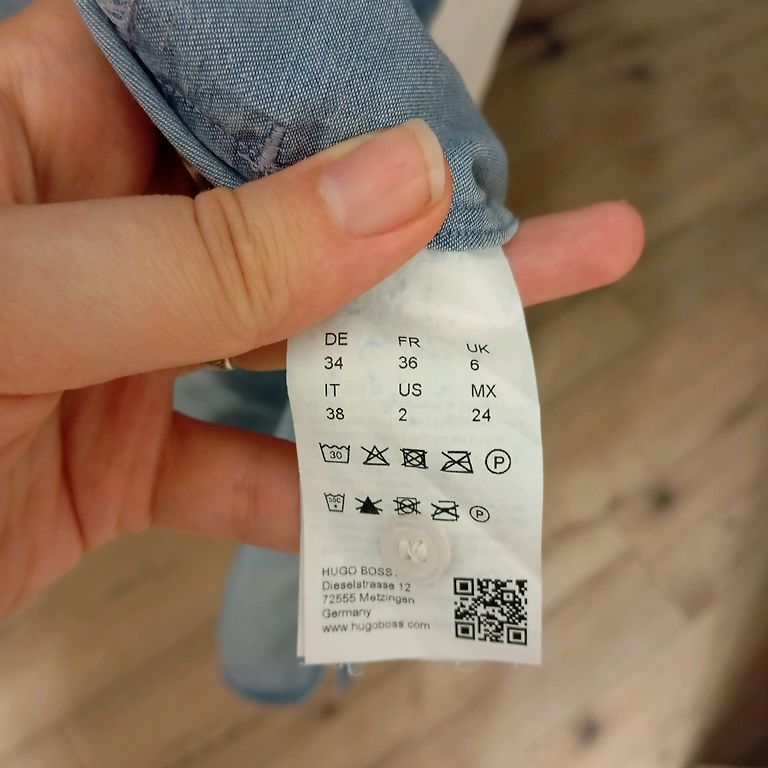 DE FR UK
34 36 6
IT US MX
38 2 24
30 P
P
HUGO BOSS
Dieselstrasse 12
72555 Metzingen
Germany
www.hugoboss.com